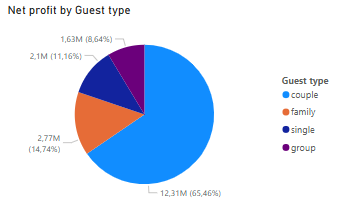 Net profit by Guest type
1,63M (8,64%)
2,1M (11,16%)
2,77M
(14,74%)
12,31M (65,46%)
Guest type
couple
family
single
group